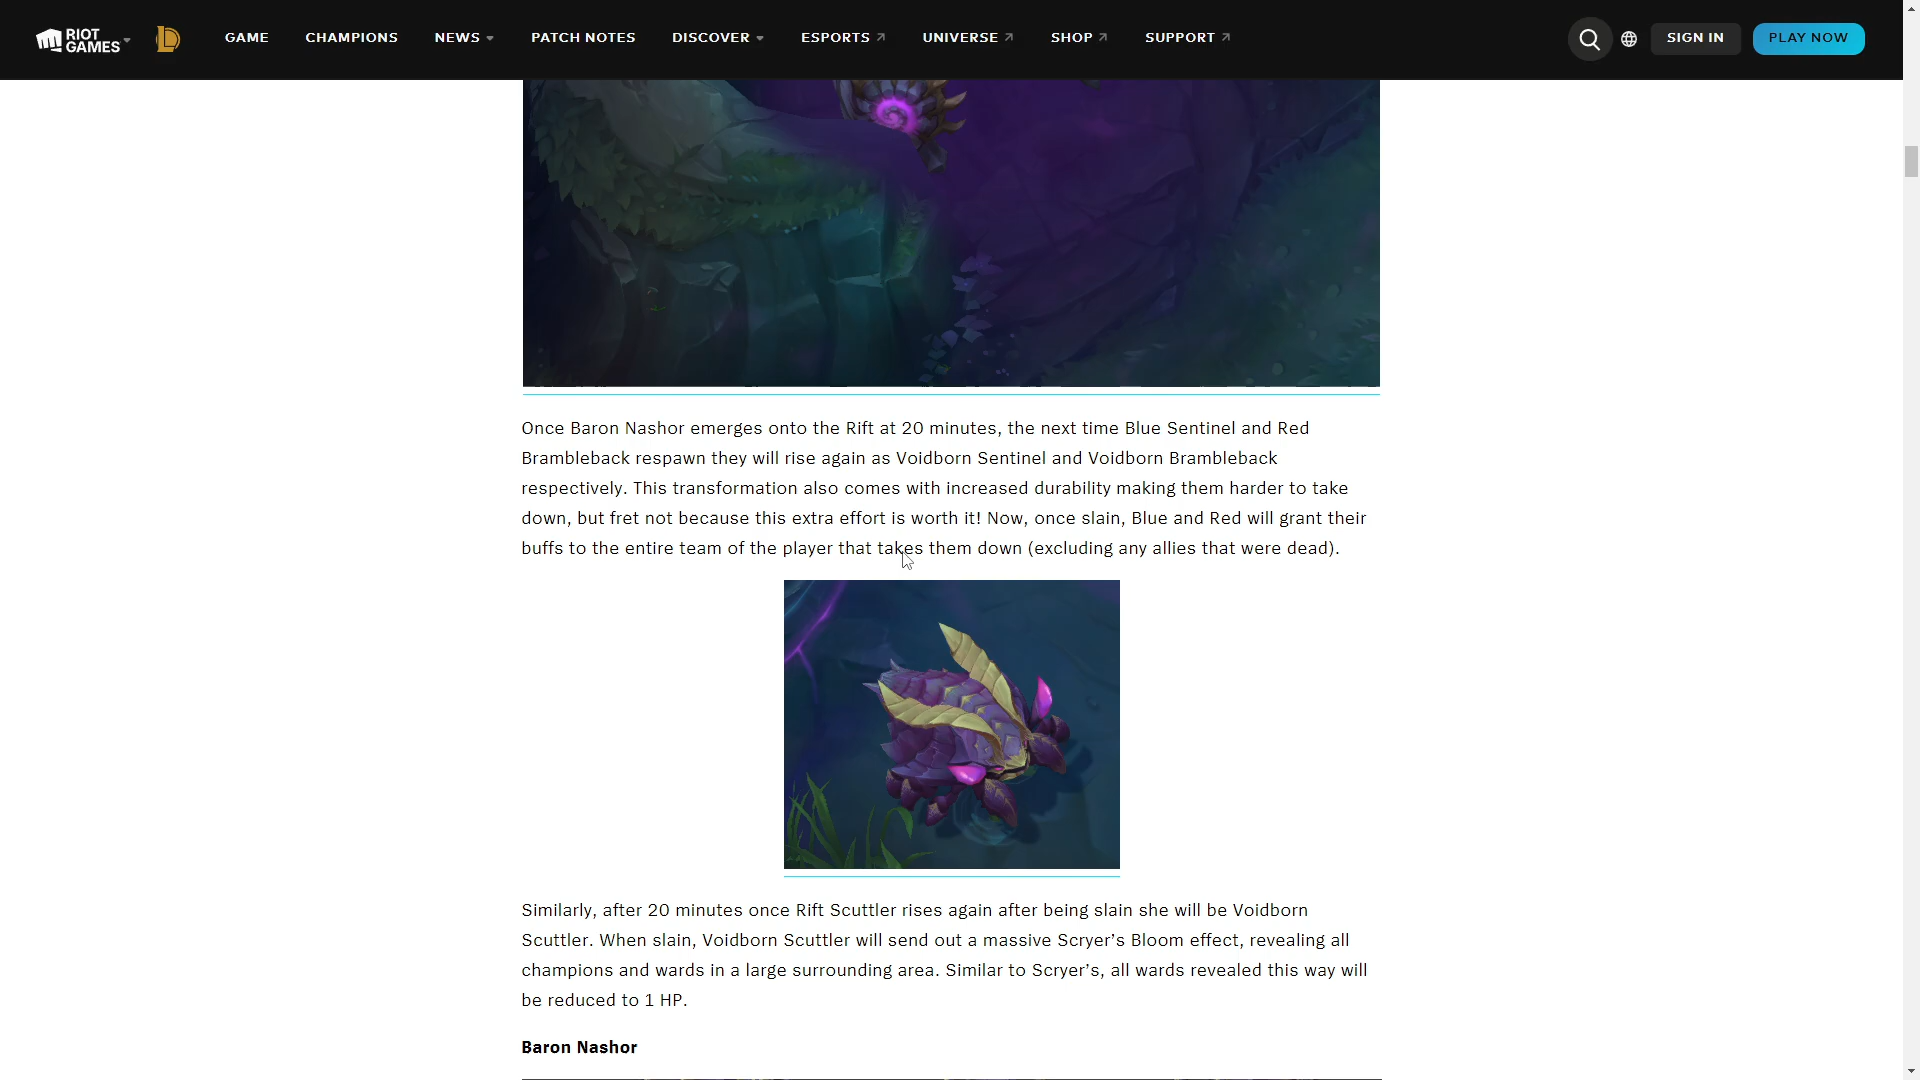 RIOT GAMES
GAME CHAMPIONS NEWS PATCH NOTES DISCOVER ESPORTS UNIVERSE SHOP SUPPORT SIGN IN PLAY NOW
Once Baron Nashor emerges onto the Rift at 20 minutes, the next time Blue Sentinel and Red
Brambleback respawn they will rise again as Voidborn Sentinel and Voidborn Brambleback
respectively. This transformation also comes with increased durability making them harder to take
down, but fret not because this extra effort is worth it! Now, once slain, Blue and Red will grant their
buffs to the entire team of the player that takes them down (excluding any allies that were dead).
Similarly, after 20 minutes once Rift Scuttler rises again after being slain she will be Voidborn
Scuttler. When slain, Voidborn Scuttler will send out a massive Scryer’s Bloom effect, revealing all
champions and wards in a large surrounding area. Similar to Scryer’s, all wards revealed this way will
be reduced to 1 HP.
Baron Nashor